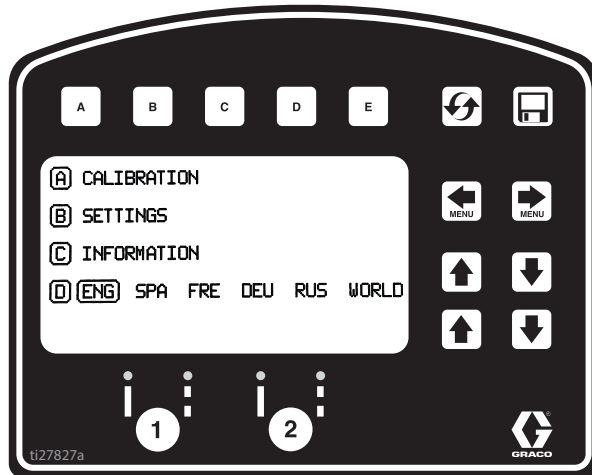 A B C D E
A CALIBRATION
MENU MENU
B SETTINGS
C INFORMATION
D ENG SPA FRE DEU RUS WORLD
1 2
ti27827a
GRACO